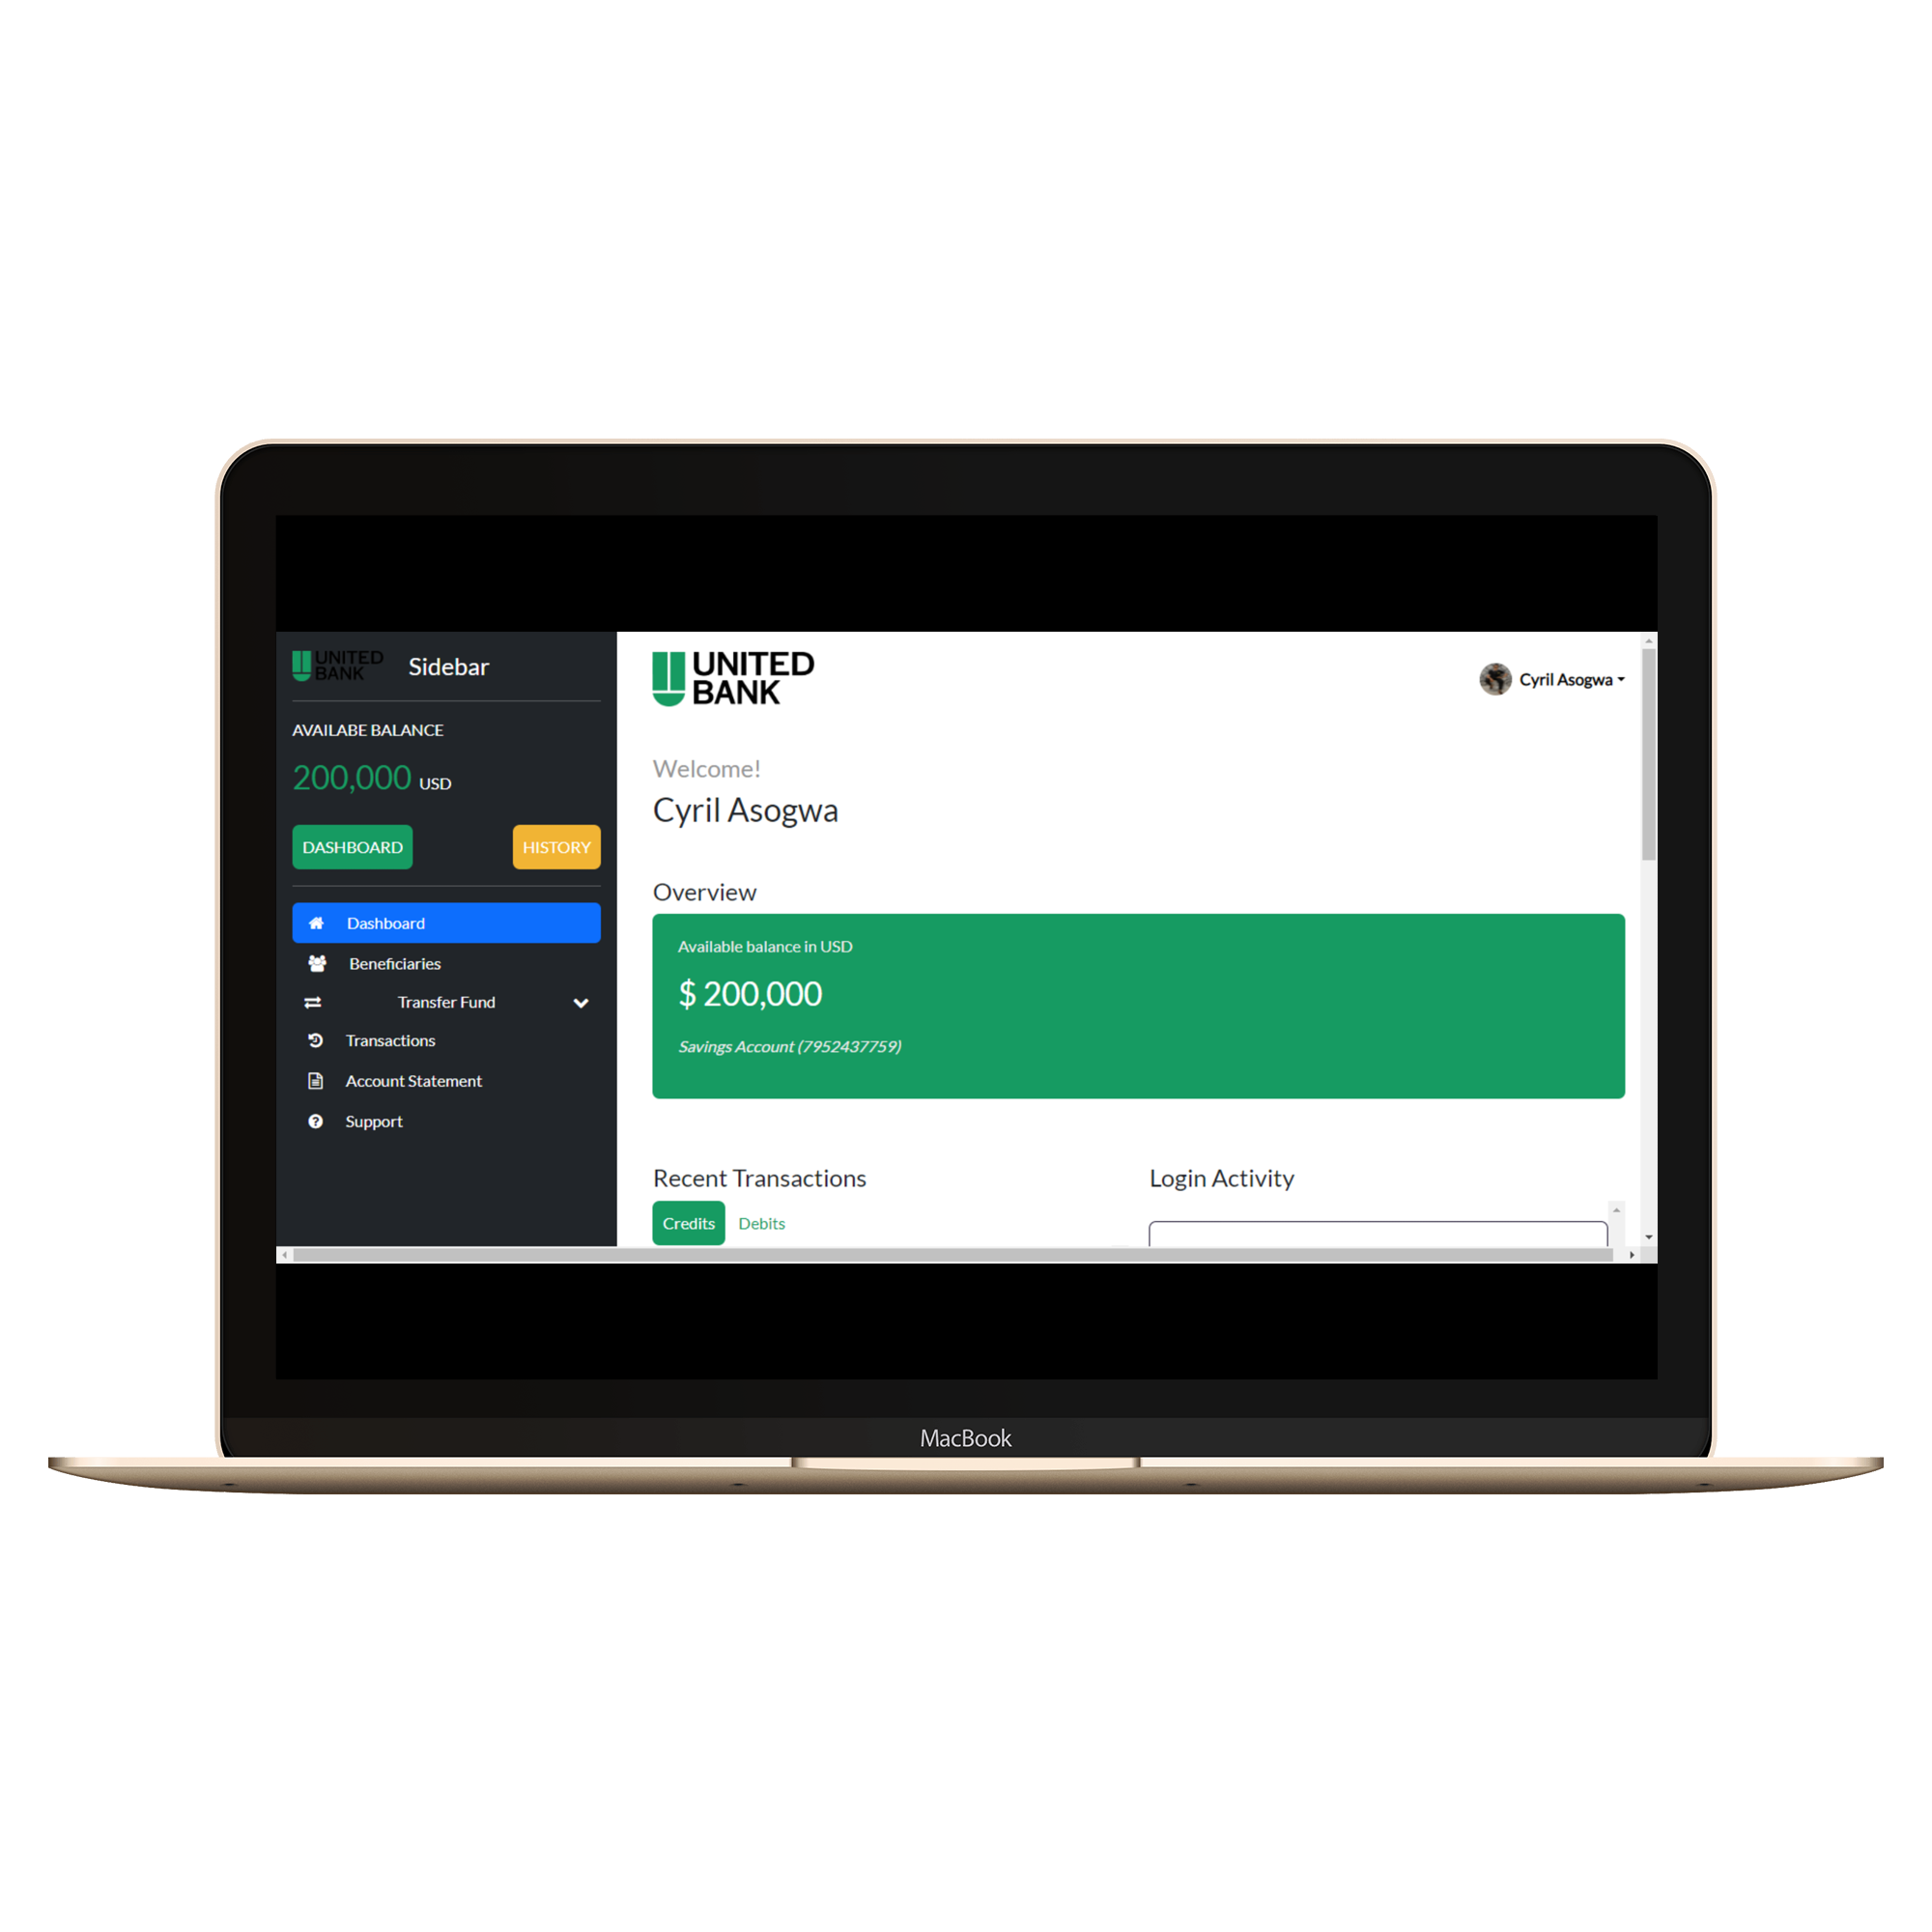 UNITED
BANK
Sidebar
AVAILABE BALANCE
200,000 USD
DASHBOARD
HISTORY
Dashboard
Beneficiaries
Transfer Fund
Transactions
Account Statement
Support
UNITED
BANK
Cyril Asogwa
Welcome!
Cyril Asogwa
Overview
Available balance in USD
$ 200,000
Savings Account (7952437759)
Recent Transactions
Credits
Debits
Login Activity
MacBook